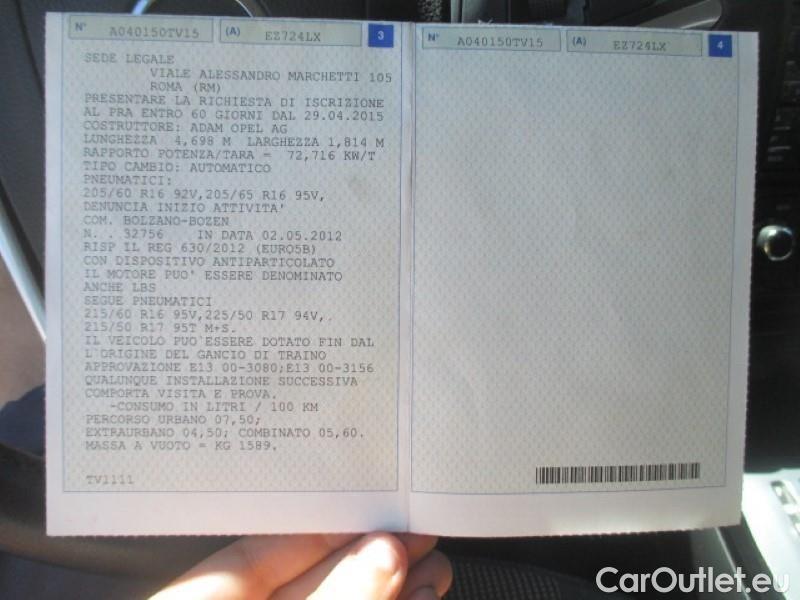 N° A040150TV15 (A) EZ724LX 3
SEDE LEGALE
VIALE ALESSANDRO MARCHETTI 105
ROMA (RM)
PRESENTARE LA RICHIESTA DI ISCRIZIONE
AL PRA ENTRO 60 GIORNI DAL 29.04.2015
COSTRUTTORE: ADAM OPEL AG
LUNGHEZZA 4,698 M LARGHEZZA 1,814 M
RAPPORTO POTENZA/TARA = 72,716 KW/T
TIPO CAMBIO: AUTOMATICO
PNEUMATICI:
205/60 R16 92V,205/65 R16 95V,
DENUNCIA INIZIO ATTIVITA'
COM. BOLZANO-BOZEN
N. . 32756 IN DATA 02.05.2012
RISP IL REG 630/2012 (EURO5B)
CON DISPOSITIVO ANTIPARTICOLATO
IL MOTORE PUO' ESSERE DENOMINATO
ANCHE LBS
SEGUE PNEUMATICI
215/60 R16 95V,225/50 R17 94V,.
215/50 R17 95T M+S.
IL VEICOLO PUO`ESSERE DOTATO FIN DAL
L`ORIGINE DEL GANCIO DI TRAINO
APPROVAZIONE E13 00-3080;E13 00-3156
QUALUNQUE INSTALLAZIONE SUCCESSIVA
COMPORTA VISITA E PROVA.
-CONSUMO IN LITRI / 100 KM
PERCORSO URBANO 07,50;
EXTRAURBANO 04,50; COMBINATO 05,60.
MASSA A VUOTO = KG 1589.
TV1111
N° A040150TV15 (A) EZ724LX 4
CarOutlet.eu